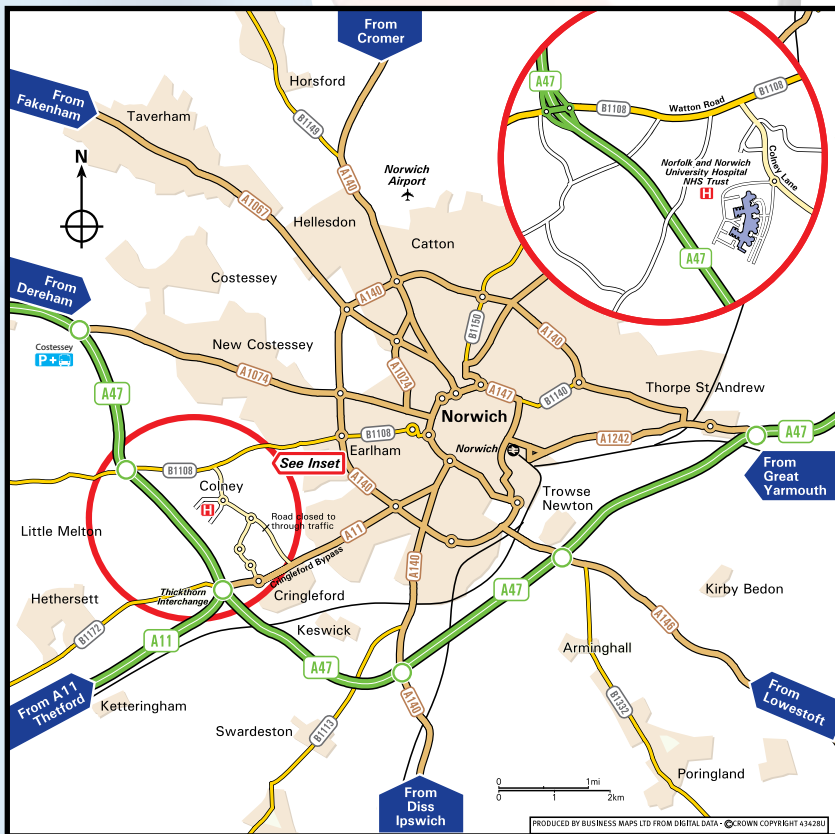 From
Cromer
From
Fakenham
Taverham
Horsford
B1149
A140
Norwich
Airport
N
A1067
Hellesdon
Catton
From
Dereham
Costessey
A140
B1150
A140
Costessey
P+
New Costessey
A1074
A1024
A47
A147
B1140
Thorpe St Andrew
Norwich
B1108
Earlham
Norwich
A1242
A47
See Inset
B1108
Colney
H
A140
From
Great
Yarmouth
Road closed to
through traffic
Little Melton
A11
Trowse
Newton
Cringleford Bypass
A140
Thickthorn
Interchange
Hethersett
Cringleford
A47
Kirby Bedon
B1172
A11
Keswick
A47
A146
Arminghall
From A11
Thetford
Ketteringham
A140
B1332
From
Lowestoft
Swardeston
B1113
Poringland
From
Diss
Ipswich
0 1mi
0 1 2km
PRODUCED BY BUSINESS MAPS LTD FROM DIGITAL DATA - ©CROWN COPYRIGHT 43428U
A47
B1108
Watton Road
B1108
Norfolk and Norwich
University Hospital
NHS Trust
H
Colney Lane
A47